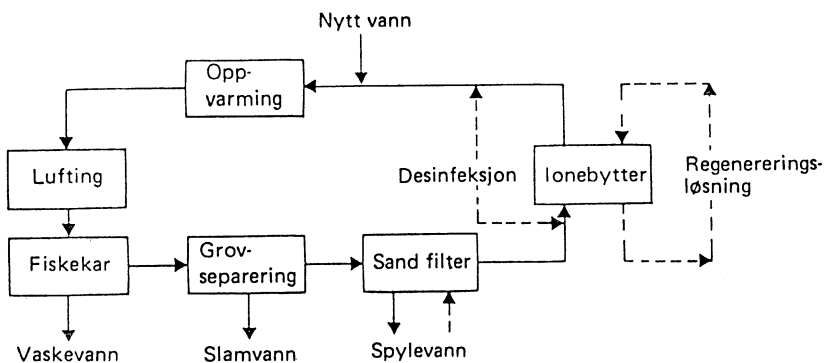 Nytt vann
Opp-
varming
Lufting
Desinfeksjon
Ionebytter
Regenererings-
løsning
Fiskekar
Grov-
separering
Sand filter
Vaskevann
Slamvann
Spylevann